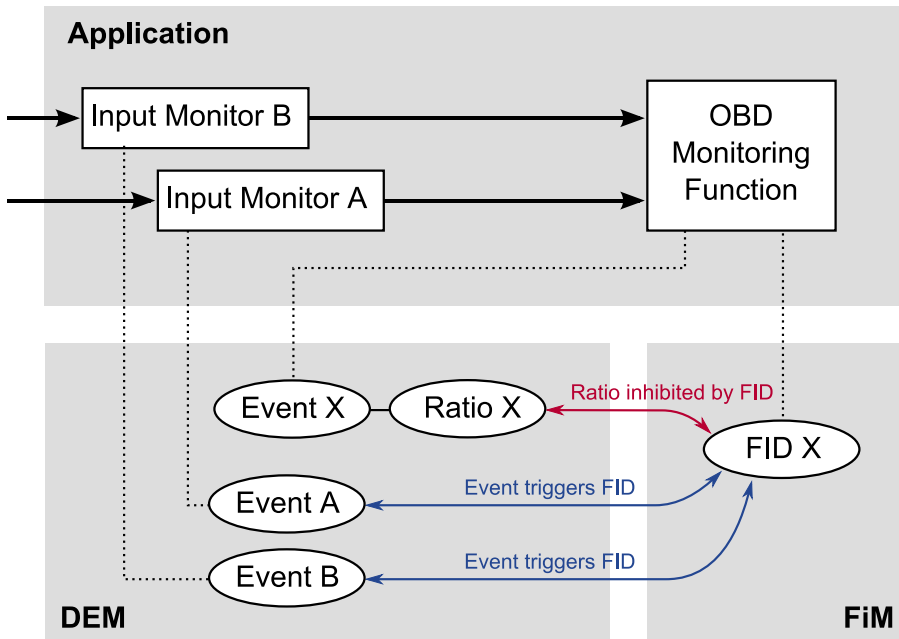 Application
Input Monitor B
OBD
Monitoring
Function
Input Monitor A
Event X
Ratio X
Ratio inhibited by FID
FID X
Event A
Event triggers FID
Event B
Event triggers FID
DEM
FiM